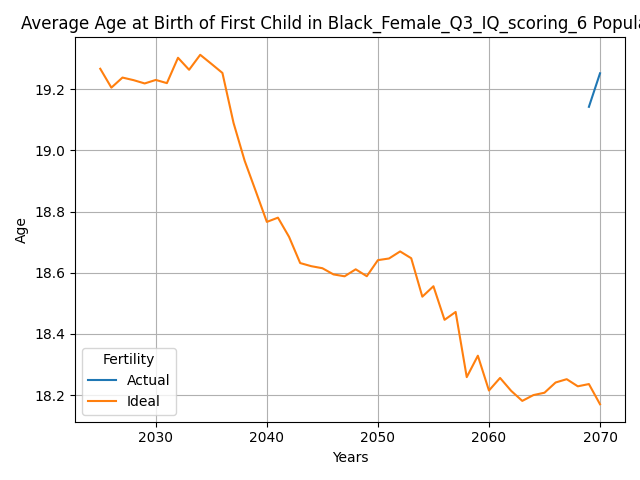 Average Age at Birth of First Child in Black_Female_Q3_IQ_scoring_6 Popula
19.2
19.0
18.8
18.6
18.4
18.2
Age
Fertility
Actual
Ideal
2030 2040 2050 2060 2070
Years